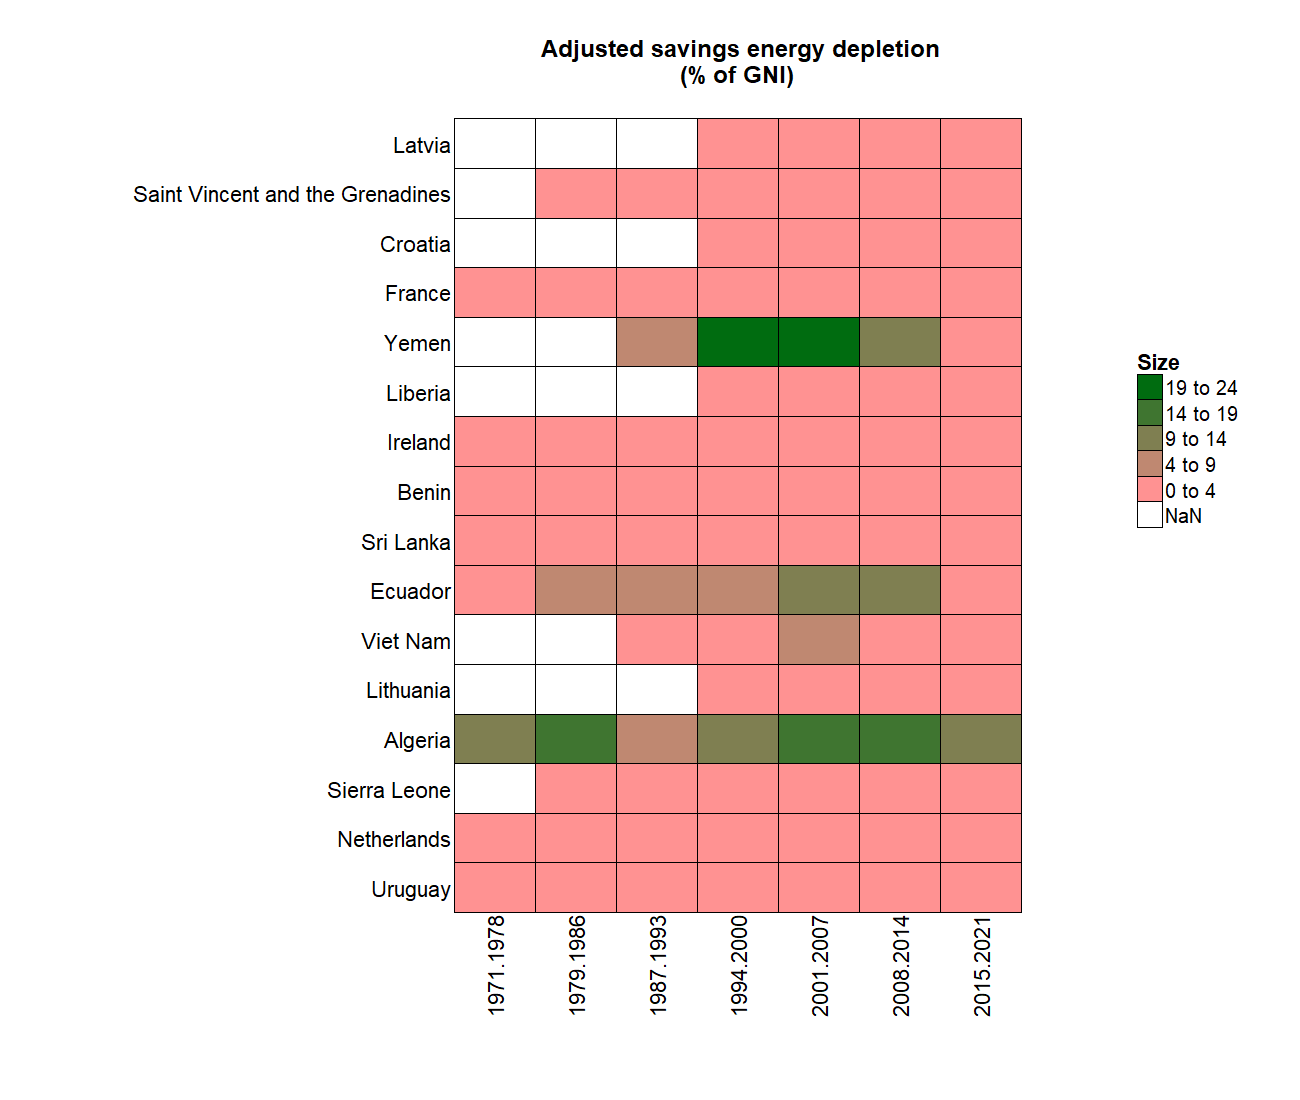 Adjusted savings energy depletion
(% of GNI)
Latvia
Saint Vincent and the Grenadines
Croatia
France
Yemen
Liberia
Ireland
Benin
Sri Lanka
Ecuador
Viet Nam
Lithuania
Algeria
Sierra Leone
Netherlands
Uruguay
1971.1978
1979.1986
1987.1993
1994.2000
2001.2007
2008.2014
2015.2021
Size
19 to 24
14 to 19
9 to 14
4 to 9
0 to 4
NaN